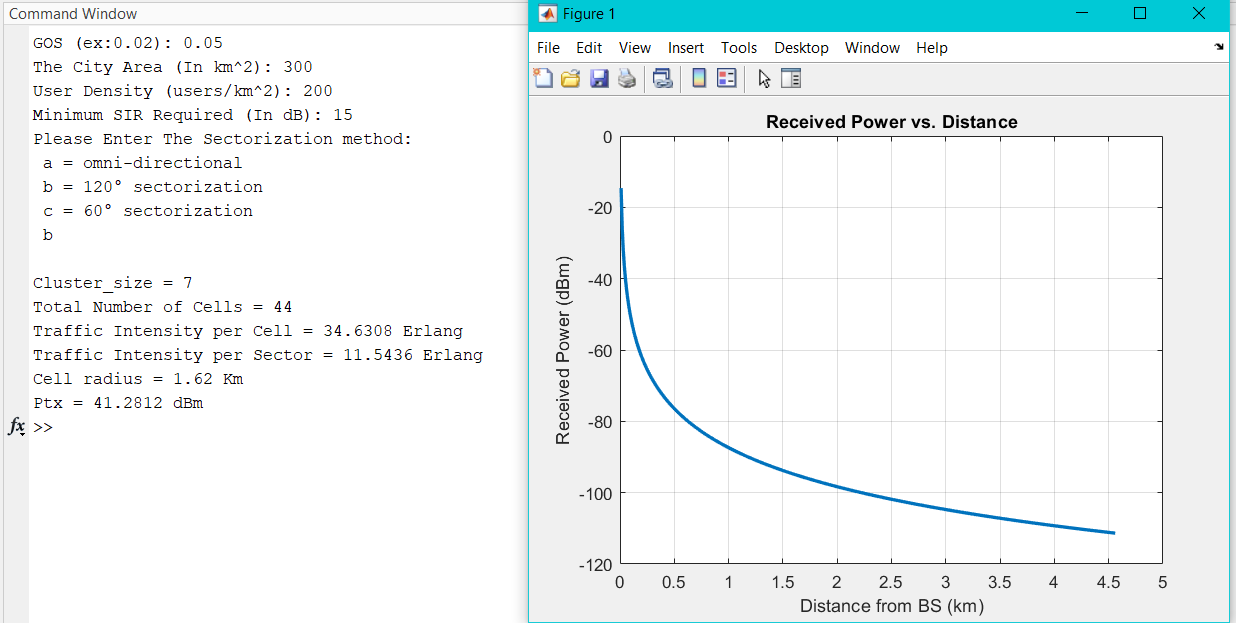 Command Window
GOS (ex:0.02): 0.05
The City Area (In km^2): 300
User Density (users/km^2): 200
Minimum SIR Required (In dB): 15
Please Enter The Sectorization method:
a = omni-directional
b = 120° sectorization
c = 60° sectorization
b
Cluster_size = 7
Total Number of Cells = 44
Traffic Intensity per Cell = 34.6308 Erlang
Traffic Intensity per Sector = 11.5436 Erlang
Cell radius = 1.62 Km
Ptx = 41.2812 dBm
fx >>
Figure 1
File Edit View Insert Tools Desktop Window Help
Received Power vs. Distance
Received Power (dBm)
0
-20
-40
-60
-80
-100
-120
0 0.5 1 1.5 2 2.5 3 3.5 4 4.5 5
Distance from BS (km)